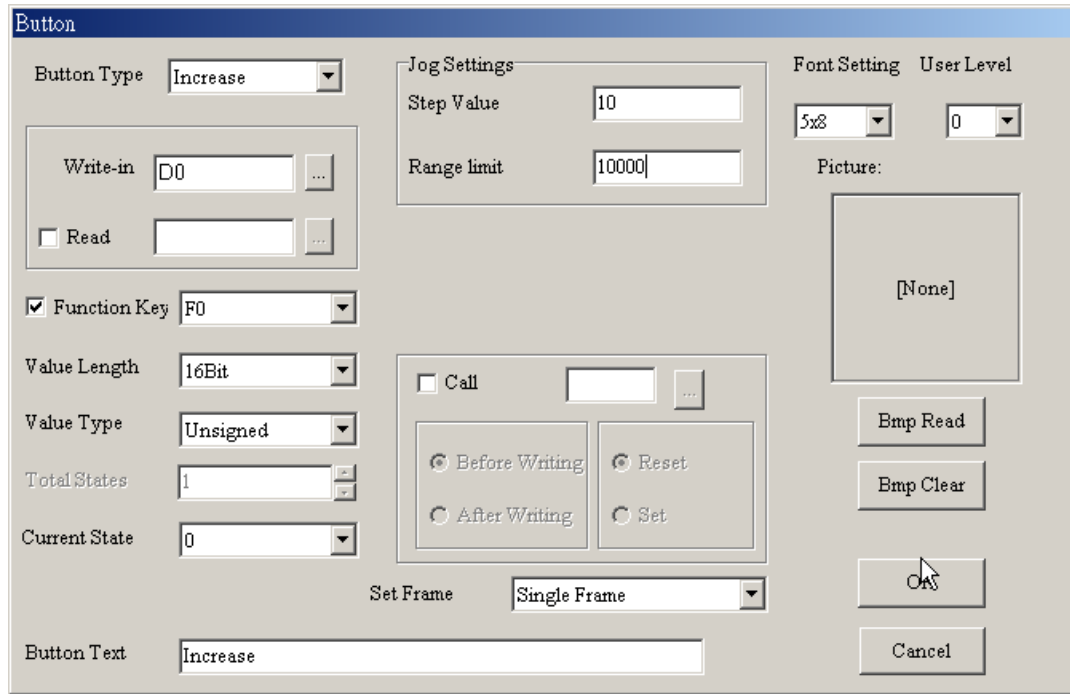 Button
Button Type Increase
Write-in D0 ...
Read ...
Function Key F0
Value Length 16Bit
Value Type Unsigned
Total States 1
Current State 0
Jog Settings
Step Value 10
Range limit 10000
Call ...
Before Writing
After Writing
Reset
Set
Set Frame Single Frame
Button Text Increase
Font Setting User Level
5x8 0
Picture:
[None]
Bmp Read
Bmp Clear
OK
Cancel